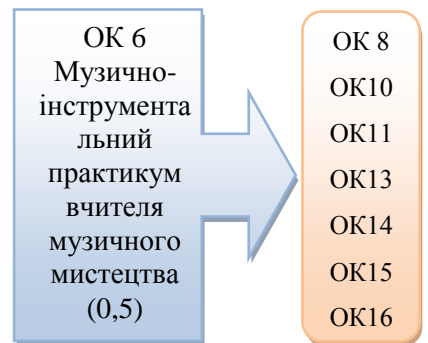 ОК 6
Музично-
інструмента
льний
практикум
вчителя
музичного
мистецтва
(0,5)
ОК 8
ОК10
ОК11
ОК13
ОК14
ОК15
ОК16